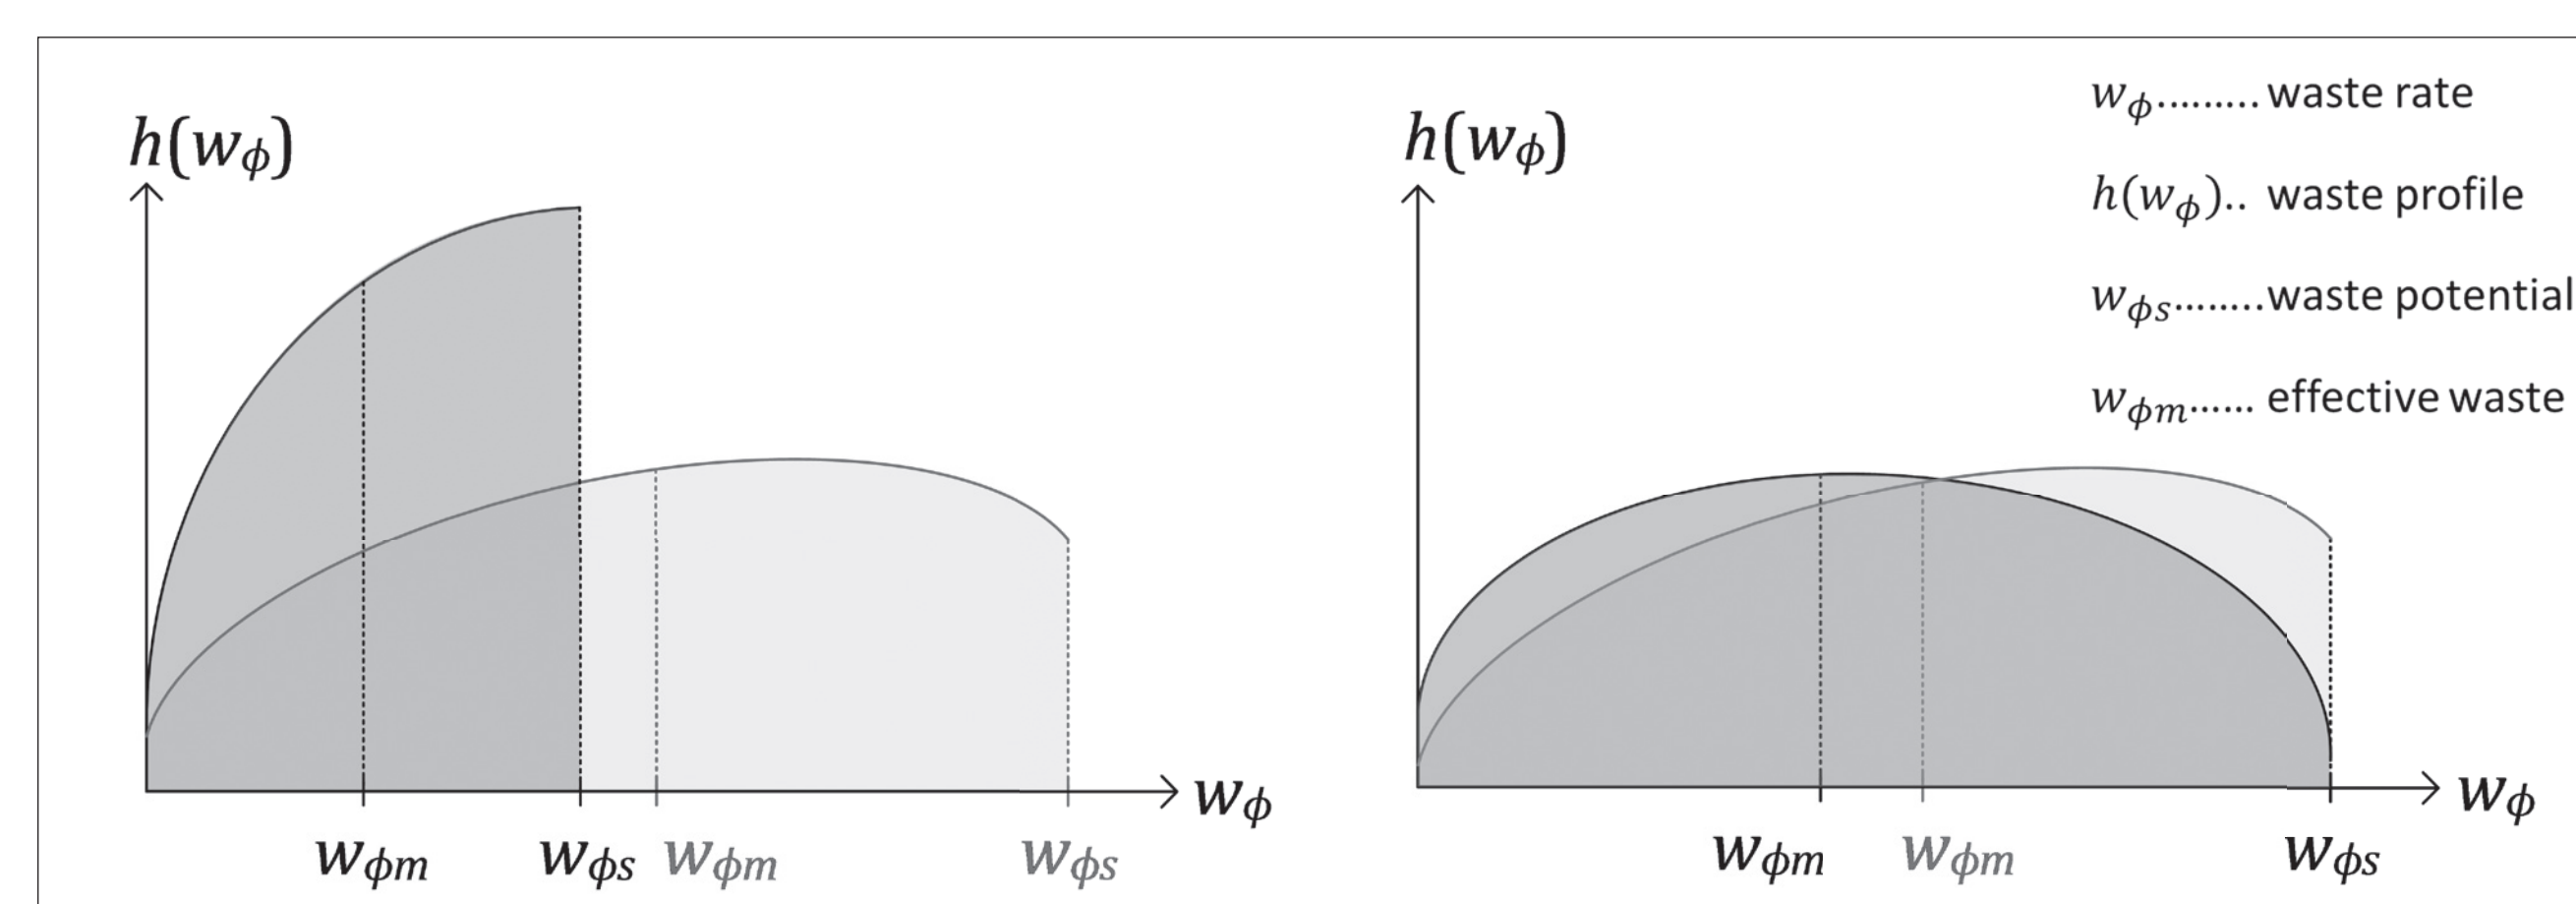 h(wϕ)
wϕ
wϕm
wϕs
wϕm
wϕs
h(wϕ)
wϕ
wϕm
wϕm
wϕs
wϕ.........waste rate
h(wϕ).. waste profile
wϕs........waste potential
wϕm...... effective waste